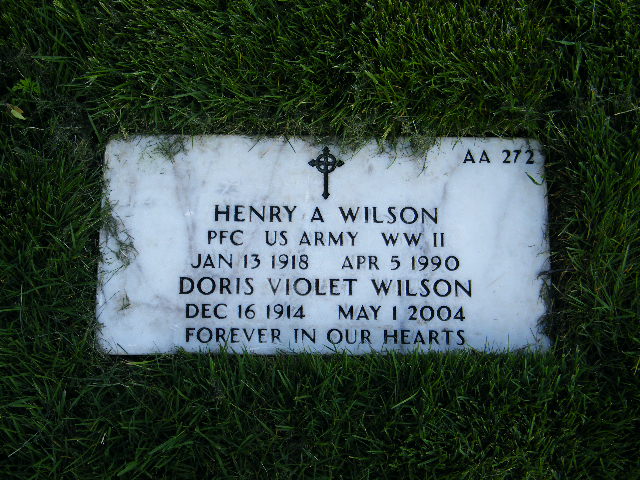 AA 272
HENRY A WILSON
PFC US ARMY WW II
JAN 13 1918 APR 5 1990
DORIS VIOLET WILSON
DEC 16 1914 MAY 1 2004
FOREVER IN OUR HEARTS